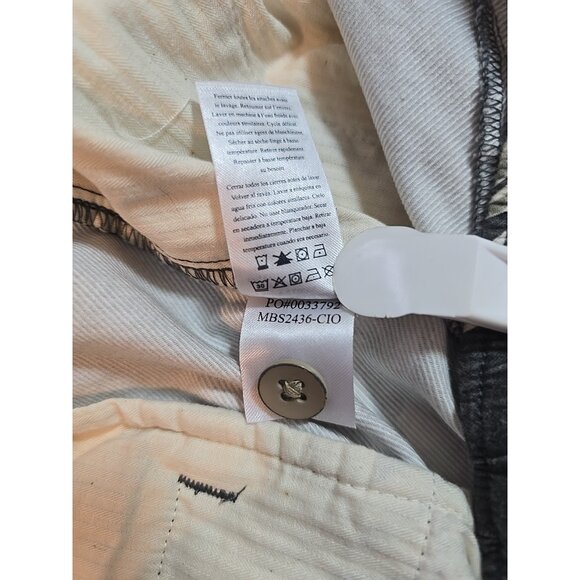 Fermer toutes les attaches avant
le lavage. Retourner sur l'envers.
Laver en machine à l'eau froide avec
couleurs similaires. Cycle délicat.
Ne pas utiliser agent de blanchiment.
Sécher au sèche-linge à basse
température. Retirer rapidement.
Repasser à basse température
su besoin
Cerraz todos los cierres antes de lavar.
Volver al revés. Lavar a máquina en
agua fría con colores similares. Ciclo
delicado. No usar blanqueador. Secar
en secadora a temperatura baja. Retirar
inmediatamente. Planchar a baja
temperatura cuando sea necesario
30
PO#0033792
MBS2436-CIO